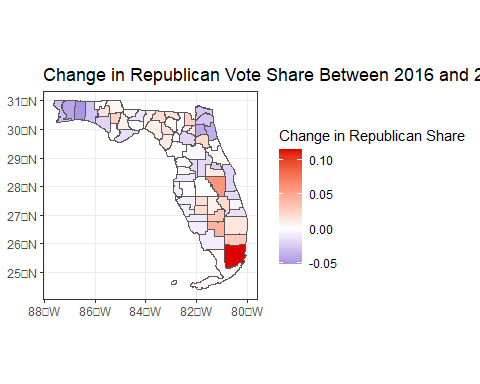 Change in Republican Vote Share Between 2016 and 2
31□N
30□N
29□N
28□N
27□N
26□N
25□N
88□W
86□W
84□W
82□W
80□W
Change in Republican Share
0.10
0.05
0.00
-0.05